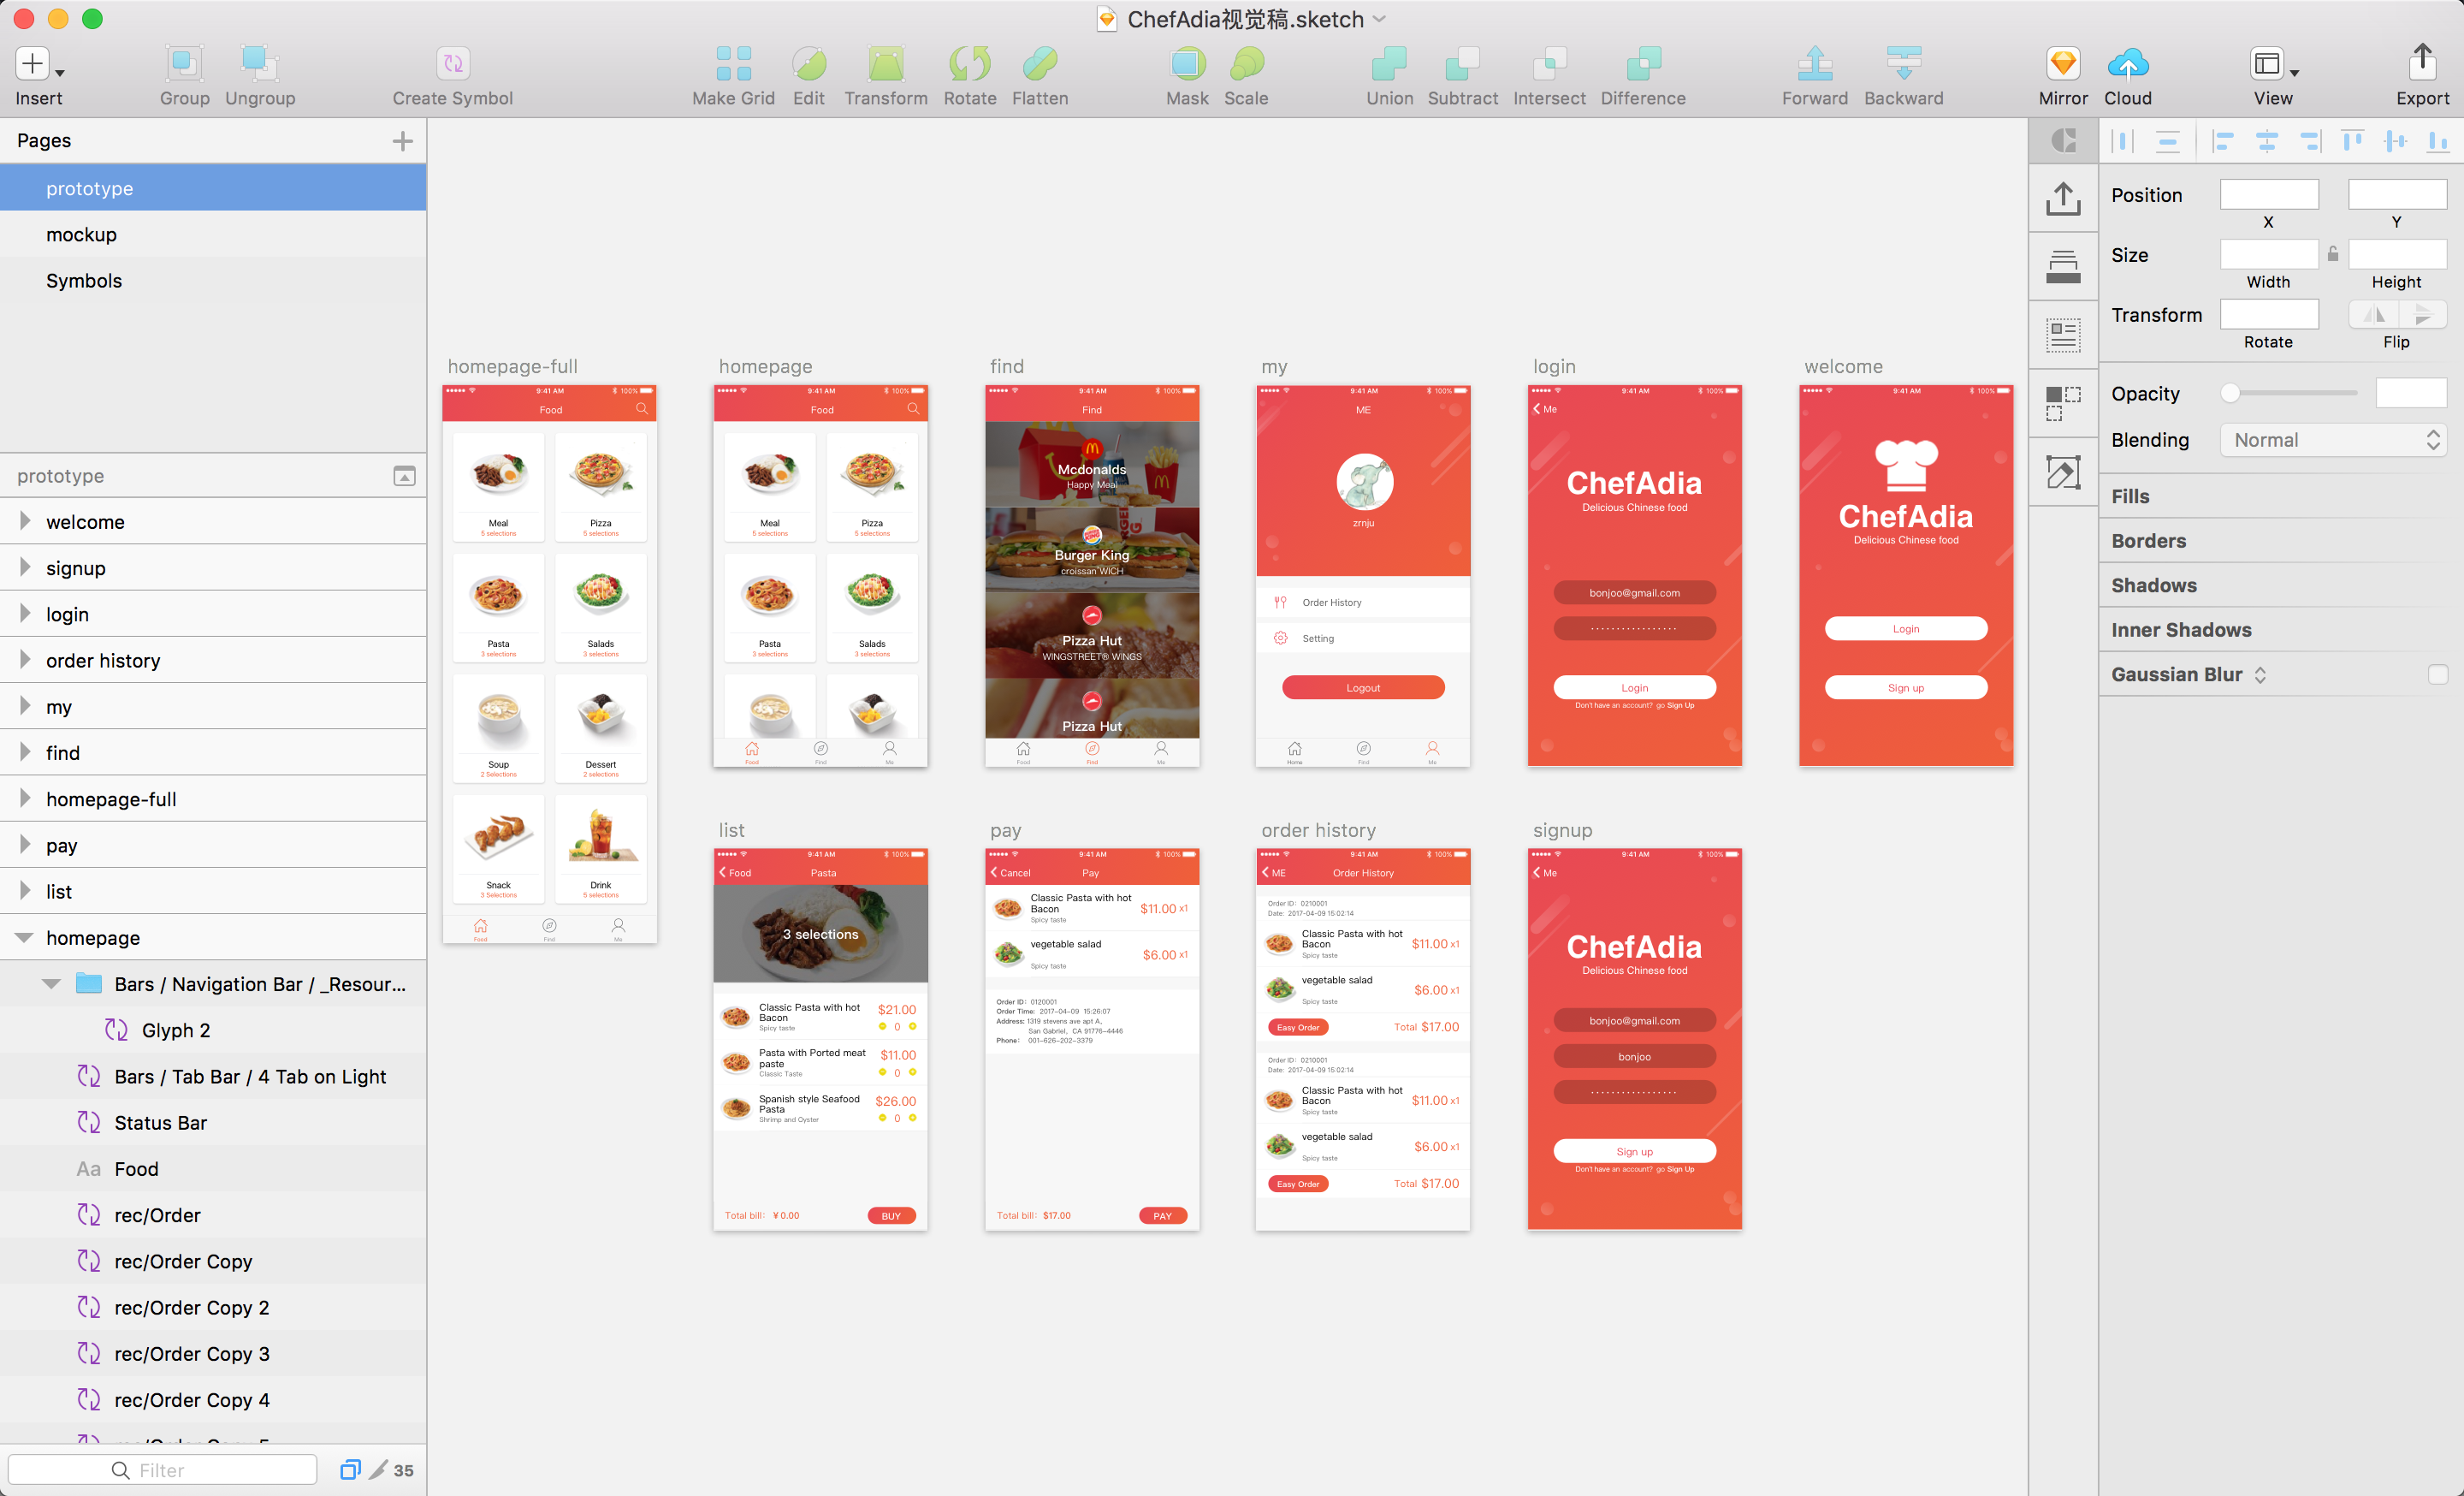 ChefAdia视觉稿.sketch
Insert
Group
Ungroup
Create Symbol
Make Grid
Edit
Transform
Rotate
Flatten
Mask
Scale
Union
Subtract
Intersect
Difference
Forward
Backward
Mirror
Cloud
View
Export
Pages
prototype
mockup
Symbols
prototype
welcome
signup
login
order history
my
find
homepage-full
pay
list
homepage
Bars / Navigation Bar / _Resour...
Glyph 2
Bars / Tab Bar / 4 Tab on Light
Status Bar
Aa Food
rec/Order
rec/Order Copy
rec/Order Copy 2
rec/Order Copy 3
rec/Order Copy 4
Filter
35
homepage-full
9:41 AM
100%
Food
Meal
5 selections
Pizza
5 selections
Pasta
3 selections
Salads
3 selections
Soup
2 Selections
Dessert
2 selections
Snack
3 Selections
Drink
5 selections
Food
Find
Me
homepage
9:41 AM
100%
Food
Meal
5 selections
Pizza
5 selections
Pasta
3 selections
Salads
3 selections
Food
Find
Me
find
9:41 AM
100%
Find
Mcdonalds
Happy Meal
BURGER KING
Burger King
croissan'WICH
Pizza Hut
WINGSTREET® WINGS
Pizza Hut
Food
Find
Me
my
9:41 AM
100%
ME
zrnju
Order History
Setting
Logout
Home
Find
Me
login
9:41 AM
100%
Me
ChefAdia
Delicious Chinese food
bonjoo@gmail.com
Login
Don't have an account? go Sign Up
welcome
9:41 AM
100%
ChefAdia
Delicious Chinese food
Login
Sign up
list
9:41 AM
100%
Food
Pasta
3 selections
Classic Pasta with hot
Bacon
Spicy taste
$21.00
0
Pasta with Ported meat
paste
Classic Taste
$11.00
0
Spanish style Seafood
Pasta
Shrimp and Oyster
$26.00
0
Total bill: ¥ 0.00
BUY
pay
9:41 AM
100%
Cancel
Pay
Classic Pasta with hot
Bacon
Spicy taste
$11.00 x1
vegetable salad
Spicy taste
$6.00 x1
Order ID: 0120001
Order Time: 2017-04-09 15:26:07
Address: 1319 stevens ave apt A,
San Gabriel, CA 91776-4446
Phone: 001-626-202-3379
Total bill: $17.00
PAY
order history
9:41 AM
100%
ME
Order History
Order ID: 0210001
Date: 2017-04-09 15:02:14
Classic Pasta with hot
Bacon
Spicy taste
$11.00 x1
vegetable salad
Spicy taste
$6.00 x1
Easy Order
Total $17.00
Order ID: 0210001
Date: 2017-04-09 15:02:14
Classic Pasta with hot
Bacon
Spicy taste
$11.00 x1
vegetable salad
Spicy taste
$6.00 x1
Easy Order
Total $17.00
signup
9:41 AM
100%
Me
ChefAdia
Delicious Chinese food
bonjoo@gmail.com
bonjoo
Sign up
Don't have an account? go Sign Up
Position
X
Y
Size
Width
Height
Transform
Rotate
Flip
Opacity
Blending
Normal
Fills
Borders
Shadows
Inner Shadows
Gaussian Blur